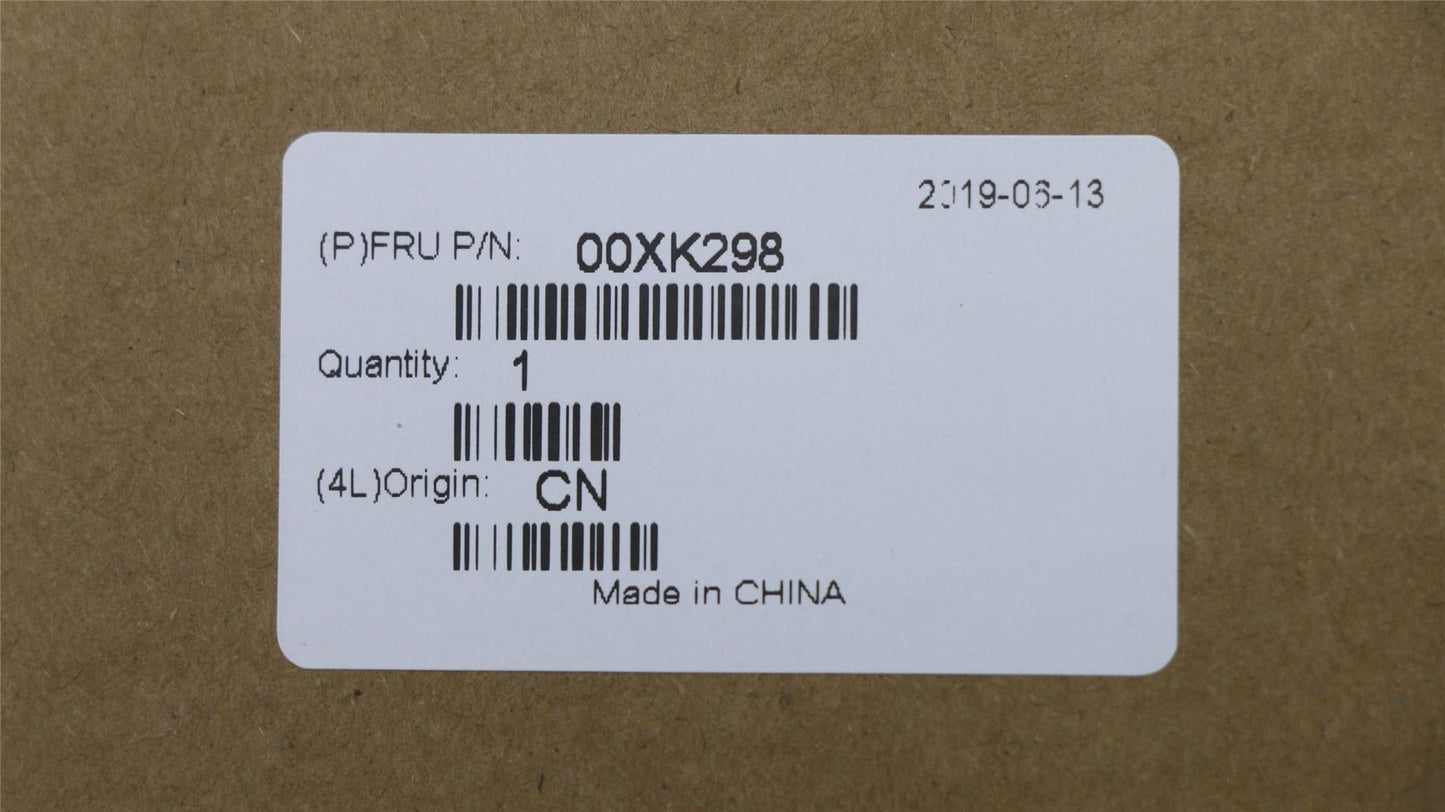 2019-06-13
(P)FRU P/N: 00XK298
Quantity: 1
(4L)Origin: CN
Made in CHINA